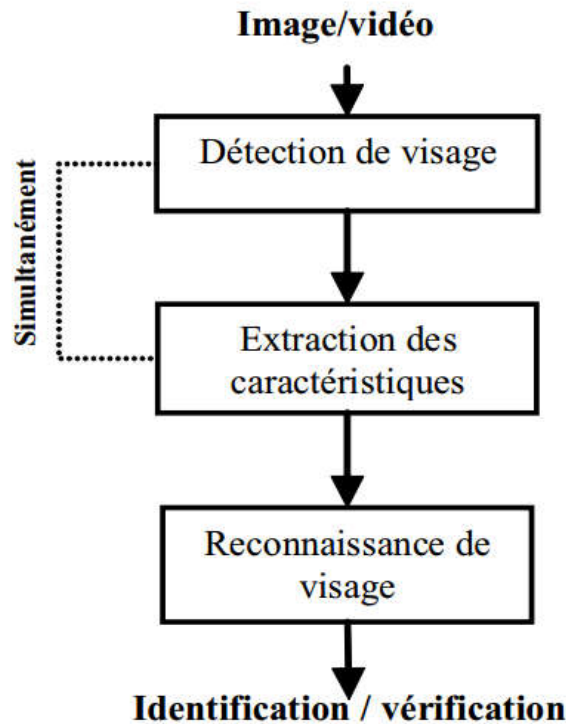 Image/vidéo
Détection de visage
Simultanément
Extraction des
caractéristiques
Reconnaissance de
visage
Identification / vérification